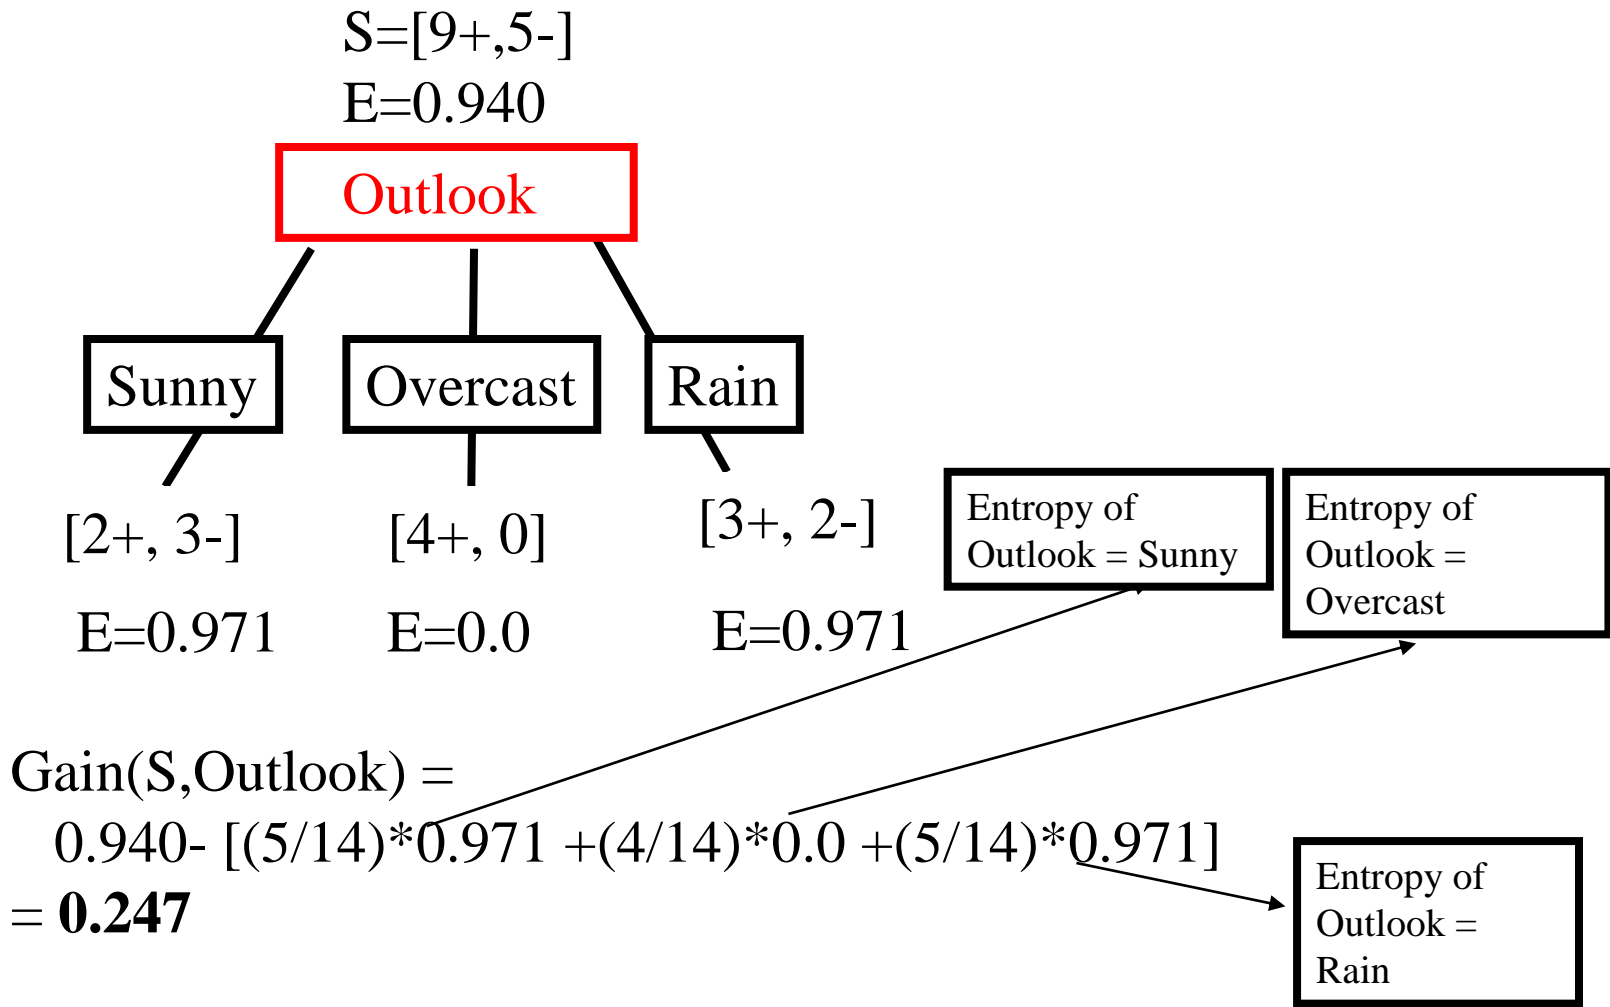 S=[9+,5-]
E=0.940
Outlook
Sunny
Overcast
Rain
[2+, 3-]
[4+, 0]
[3+, 2-]
E=0.971
E=0.0
E=0.971
Entropy of
Outlook = Sunny
Entropy of
Outlook =
Overcast
Gain(S,Outlook) =
0.940- [(5/14)*0.971 +(4/14)*0.0 +(5/14)*0.971]
= 0.247
Entropy of
Outlook =
Rain